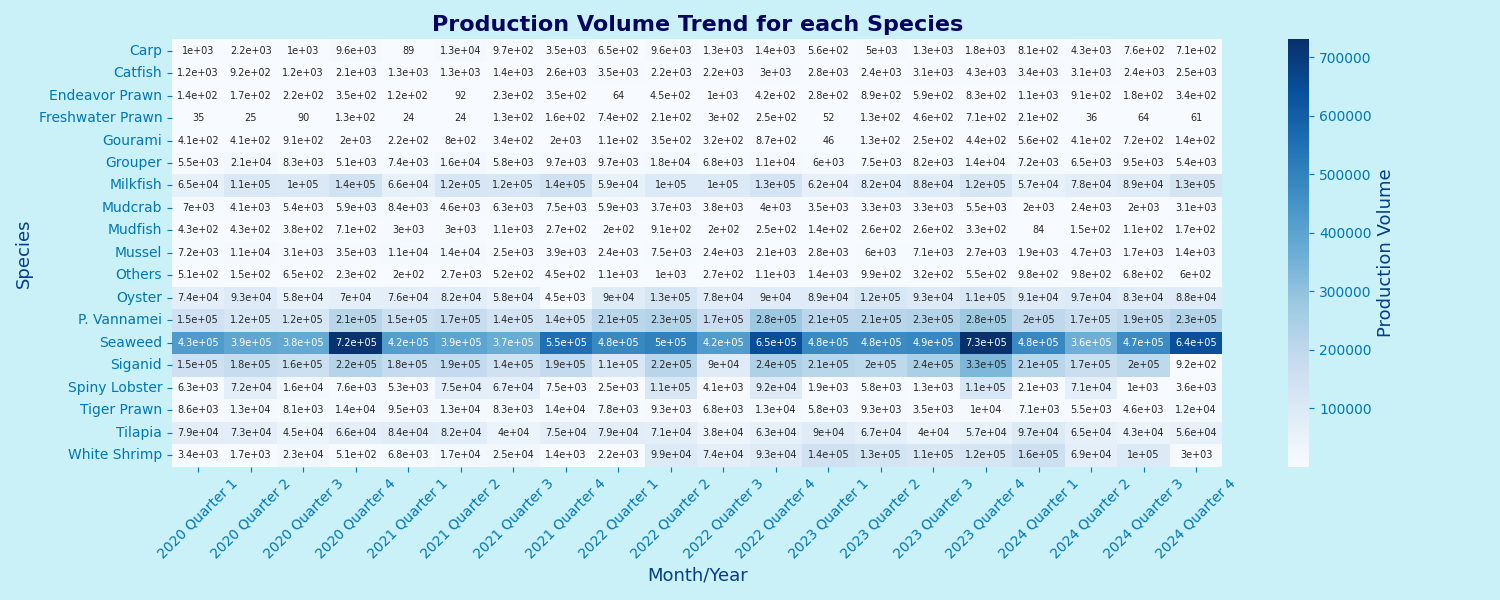 Production Volume Trend for each Species
Carp 1e+03 2.2e+03 1e+03 9.6e+03 89 1.3e+04 9.7e+02 3.5e+03 6.5e+02 9.6e+03 1.3e+03 1.4e+03 5.6e+02 5e+03 1.3e+03 1.8e+03 8.1e+02 4.3e+03 7.6e+02 7.1e+02
Catfish 1.2e+03 9.2e+02 1.2e+03 2.1e+03 1.3e+03 1.3e+03 1.4e+03 2.6e+03 3.5e+02 2.2e+03 2.2e+03 3e+03 2.8e+03 2.4e+03 3.1e+03 4.3e+03 3.4e+03 3.1e+03 2.4e+03 2.5e+03
Endeavor Prawn 1.4e+02 1.7e+02 2.2e+02 3.5e+02 1.2e+02 92 2.3e+02 3.5e+02 64 4.5e+02 1e+03 4.2e+02 2.8e+02 8.9e+02 5.9e+02 8.3e+02 1.1e+03 9.1e+02 1.8e+02 3.4e+02
Freshwater Prawn 35 25 90 1.3e+02 24 24 1.3e+02 1.6e+02 7.4e+02 2.1e+02 3e+02 2.5e+02 52 1.3e+02 4.6e+02 7.1e+02 2.1e+02 36 64 61
Gourami 4.1e+02 4.1e+02 9.1e+02 2e+03 2.2e+02 8e+02 3.4e+02 2e+03 1.1e+02 3.5e+02 3.2e+02 8.7e+02 46 1.3e+02 2.5e+02 4.4e+02 5.6e+02 4.1e+02 7.2e+02 1.4e+02
Grouper 5.5e+03 2.1e+04 8.3e+03 5.1e+03 7.4e+03 1.6e+04 5.8e+03 9.7e+03 9.7e+03 1.8e+04 6.8e+03 1.1e+04 6e+03 7.5e+03 8.2e+03 1.4e+04 7.2e+03 6.5e+03 9.5e+03 5.4e+03
Milkfish 6.5e+04 1.1e+05 1e+05 1.4e+05 6.6e+04 1.2e+05 1.2e+05 1.4e+05 5.9e+04 1e+05 1e+05 1.3e+05 6.2e+04 8.2e+04 8.8e+04 1.2e+05 5.7e+04 7.8e+04 8.9e+04 1.3e+05
Mudcrab 7e+03 4.1e+03 5.4e+03 5.9e+03 8.4e+03 4.6e+03 6.3e+03 7.5e+03 5.9e+03 3.7e+03 3.8e+03 4e+03 3.5e+03 3.3e+03 3.3e+03 5.5e+03 2e+03 2.4e+03 2e+03 3.1e+03
Mudfish 4.3e+02 4.3e+02 3.8e+02 7.1e+02 3e+03 3e+03 1.1e+03 2.7e+02 2e+02 9.1e+02 2e+02 2.5e+02 1.4e+02 2.6e+02 2.6e+02 3.3e+02 84 1.5e+02 1.1e+02 1.7e+02
Mussel 7.2e+03 1.1e+04 3.1e+03 3.5e+03 1.1e+04 1.4e+04 2.5e+03 3.9e+03 2.4e+03 7.5e+03 2.4e+03 2.1e+03 2.8e+03 6e+03 7.1e+03 2.7e+03 1.9e+03 4.7e+03 1.7e+03 1.4e+03
Others 5.1e+02 1.5e+02 6.5e+02 2.3e+02 2e+02 2.7e+03 5.2e+02 4.5e+02 1.1e+03 1e+03 2.7e+02 1.1e+03 1.4e+03 9.9e+02 3.2e+02 5.5e+02 9.8e+02 9.8e+02 6.8e+02 6e+02
Oyster 7.4e+04 9.3e+04 5.8e+04 7e+04 7.6e+04 8.2e+04 5.8e+04 4.5e+03 9e+04 1.3e+05 7.8e+04 9e+04 8.9e+04 1.2e+05 9.3e+04 1.1e+05 9.1e+04 9.7e+04 8.3e+04 8.8e+04
P. Vannamei 1.5e+05 1.2e+05 1.2e+05 2.1e+05 1.5e+05 1.7e+05 1.4e+05 1.4e+05 2.1e+05 2.3e+05 1.7e+05 2.8e+05 2.1e+05 2.1e+05 2.3e+05 2.8e+05 2e+05 1.7e+05 1.9e+05 2.3e+05
Seaweed 4.3e+05 3.9e+05 3.8e+05 7.2e+05 4.2e+05 3.9e+05 3.7e+05 5.5e+05 4.8e+05 5e+05 4.2e+05 6.5e+05 4.8e+05 4.8e+05 4.9e+05 7.3e+05 4.8e+05 3.6e+05 4.7e+05 6.4e+05
Siganid 1.5e+05 1.8e+05 1.6e+05 2.2e+05 1.8e+05 1.9e+05 1.4e+05 1.9e+05 1.1e+05 2.2e+05 9e+04 2.4e+05 2.1e+05 2e+05 2.4e+05 3.3e+05 2.1e+05 1.7e+05 2e+05 9.2e+02
Spiny Lobster 6.3e+03 7.2e+04 1.6e+04 7.6e+03 5.3e+03 7.5e+04 6.7e+04 7.5e+03 2.5e+03 1.1e+05 4.1e+03 9.2e+04 1.9e+03 5.8e+03 1.3e+03 1.1e+05 2.1e+03 7.1e+04 1e+03 3.6e+03
Tiger Prawn 8.6e+03 1.3e+04 8.1e+03 1.4e+04 9.5e+03 1.3e+04 8.3e+03 1.4e+04 7.8e+03 9.3e+03 6.8e+03 1.3e+04 5.8e+03 9.3e+03 3.5e+03 1e+04 7.1e+03 5.5e+03 4.6e+03 1.2e+04
Tilapia 7.9e+04 7.3e+04 4.5e+04 6.6e+04 8.4e+04 8.2e+04 4e+04 7.5e+04 7.9e+04 7.1e+04 3.8e+04 6.3e+04 9e+04 6.7e+04 4e+04 5.7e+04 9.7e+04 6.5e+04 4.3e+04 5.6e+04
White Shrimp 3.4e+03 1.7e+03 2.3e+04 5.1e+02 6.8e+03 1.7e+04 2.5e+04 1.4e+03 2.2e+03 9.9e+04 7.4e+04 9.3e+04 1.4e+05 1.3e+05 1.1e+05 1.2e+05 1.6e+05 6.9e+04 1e+05 3e+03
Species
2020 Quarter 1
2020 Quarter 2
2020 Quarter 3
2020 Quarter 4
2021 Quarter 1
2021 Quarter 2
2021 Quarter 3
2021 Quarter 4
2022 Quarter 1
2022 Quarter 2
2022 Quarter 3
2022 Quarter 4
2023 Quarter 1
2023 Quarter 2
2023 Quarter 3
2023 Quarter 4
2024 Quarter 1
2024 Quarter 2
2024 Quarter 3
2024 Quarter 4
Month/Year
700000
600000
500000
400000
300000
200000
100000
Production Volume